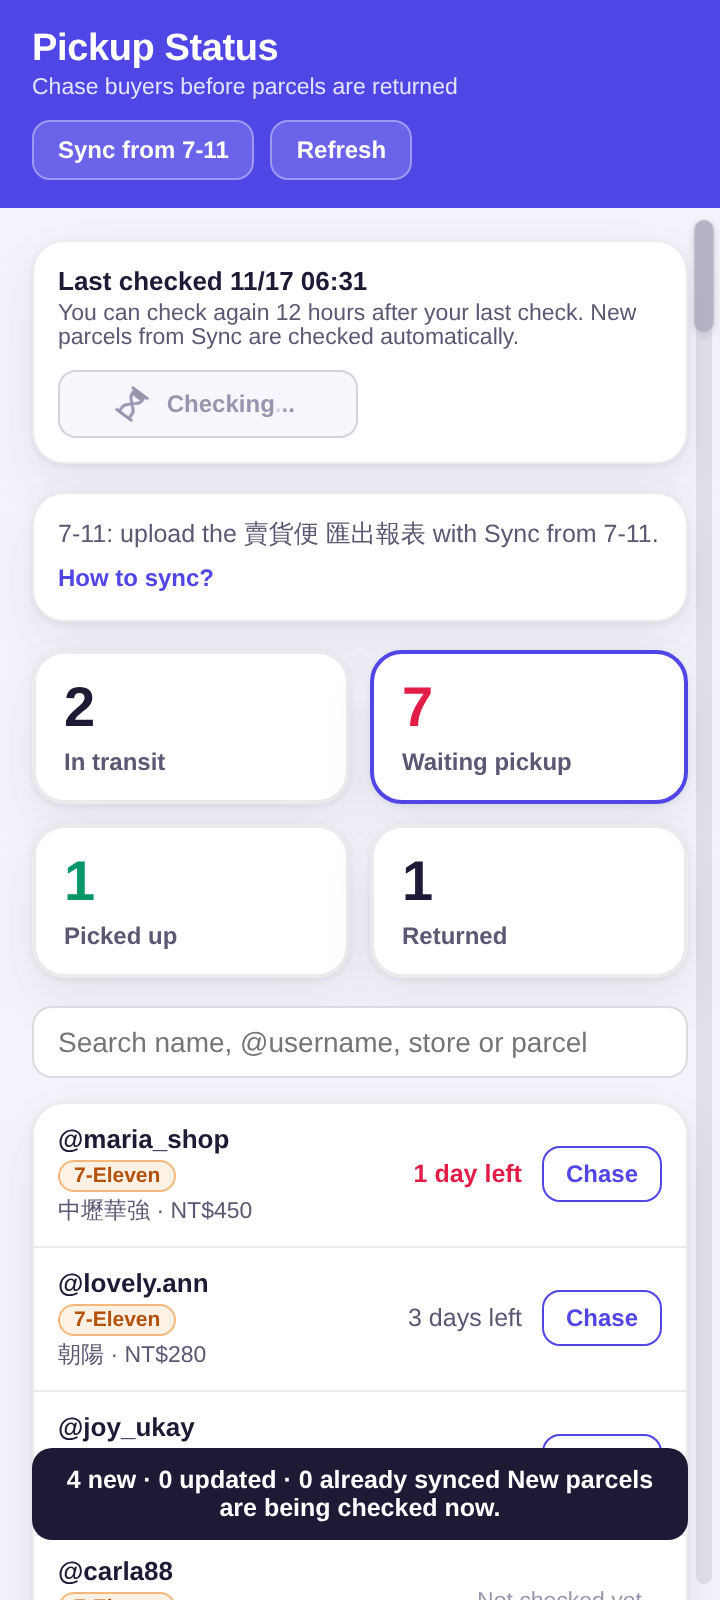 Pickup Status
Chase buyers before parcels are returned
Sync from 7-11
Refresh
Last checked 11/17 06:31
You can check again 12 hours after your last check. New
parcels from Sync are checked automatically.
Checking...
7-11: upload the 賣貨便 匯出報表 with Sync from 7-11.
How to sync?
2
In transit
7
Waiting pickup
1
Picked up
1
Returned
Search name, @username, store or parcel
@maria_shop
7-Eleven
中壢華強 · NT$450
1 day left
Chase
@lovely.ann
7-Eleven
朝陽 · NT$280
3 days left
Chase
@joy_ukay
4 new · 0 updated · 0 already synced New parcels
are being checked now.
@carla88
7-Eleven
Not checked yet